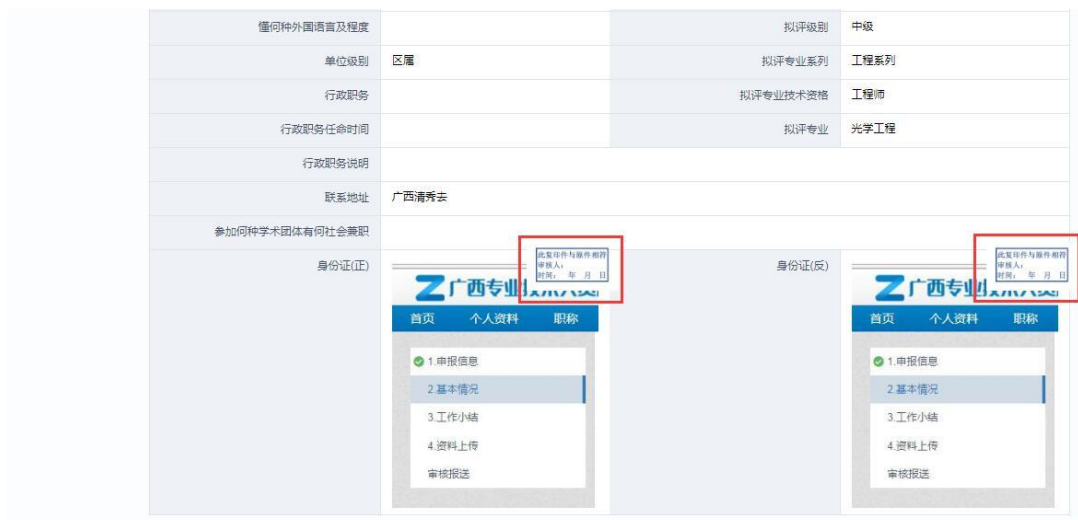 懂何种外国语言及程度 拟评级别 中级
单位级别 区属 拟评专业系列 工程系列
行政职务 拟评专业技术资格 工程师
行政职务任命时间 拟评专业 光学工程
行政职务说明
联系地址 广西清秀去
参加何种学术团体有何社会兼职
身份证(正) 身份证(反)
此复印件与原件相符
审核人:
时间: 年 月 日
广西专业技术人
首页 个人资料 职称
1.申报信息
2.基本情况
3.工作小结
4.资料上传
审核报送
此复印件与原件相符
审核人:
时间: 年 月 日
广西专业技术人
首页 个人资料 职称
1.申报信息
2.基本情况
3.工作小结
4.资料上传
审核报送